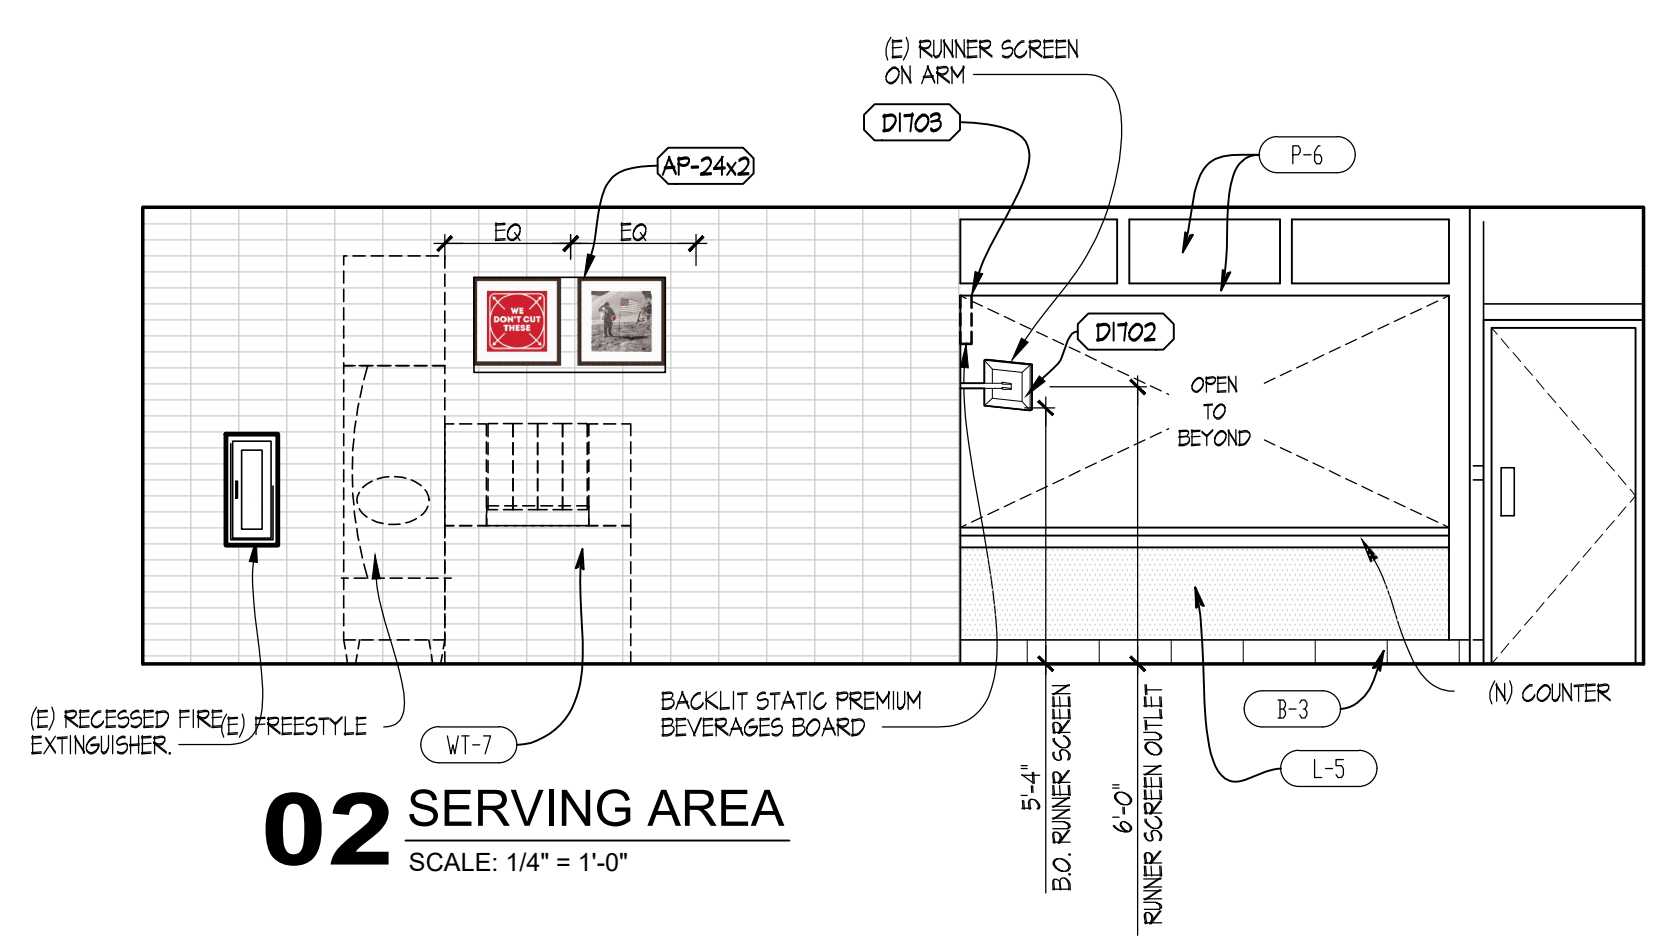 (E) RUNNER SCREEN
ON ARM
DI703
P-6
AP-24x2
EQ
EQ
WE
DON'T CUT
THESE
DI702
OPEN
TO
BEYOND
(E) RECESSED FIRE
EXTINGUISHER.
(E) FREESTYLE
WT-7
BACKLIT STATIC PREMIUM
BEVERAGES BOARD
5'-4"
B.O. RUNNER SCREEN
6'-0"
RUNNER SCREEN OUTLET
B-3
(N) COUNTER
L-5
02
SERVING AREA
SCALE: 1/4" = 1'-0"